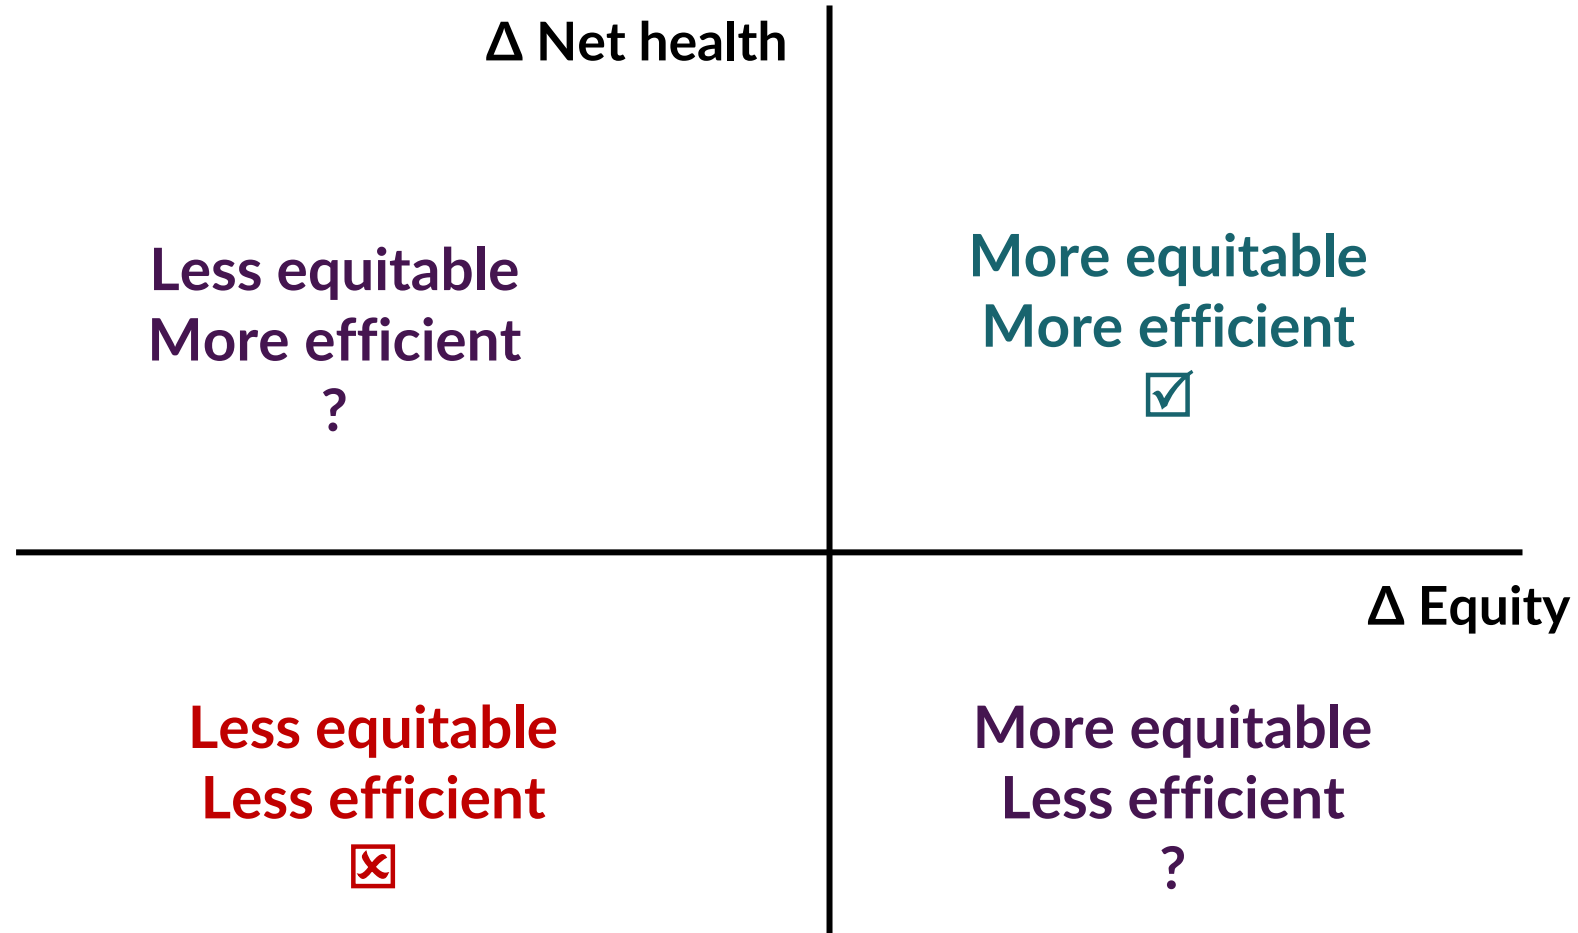 Δ Net health
Less equitable
More efficient
?
More equitable
More efficient
☑
Δ Equity
Less equitable
Less efficient
☒
More equitable
Less efficient
?